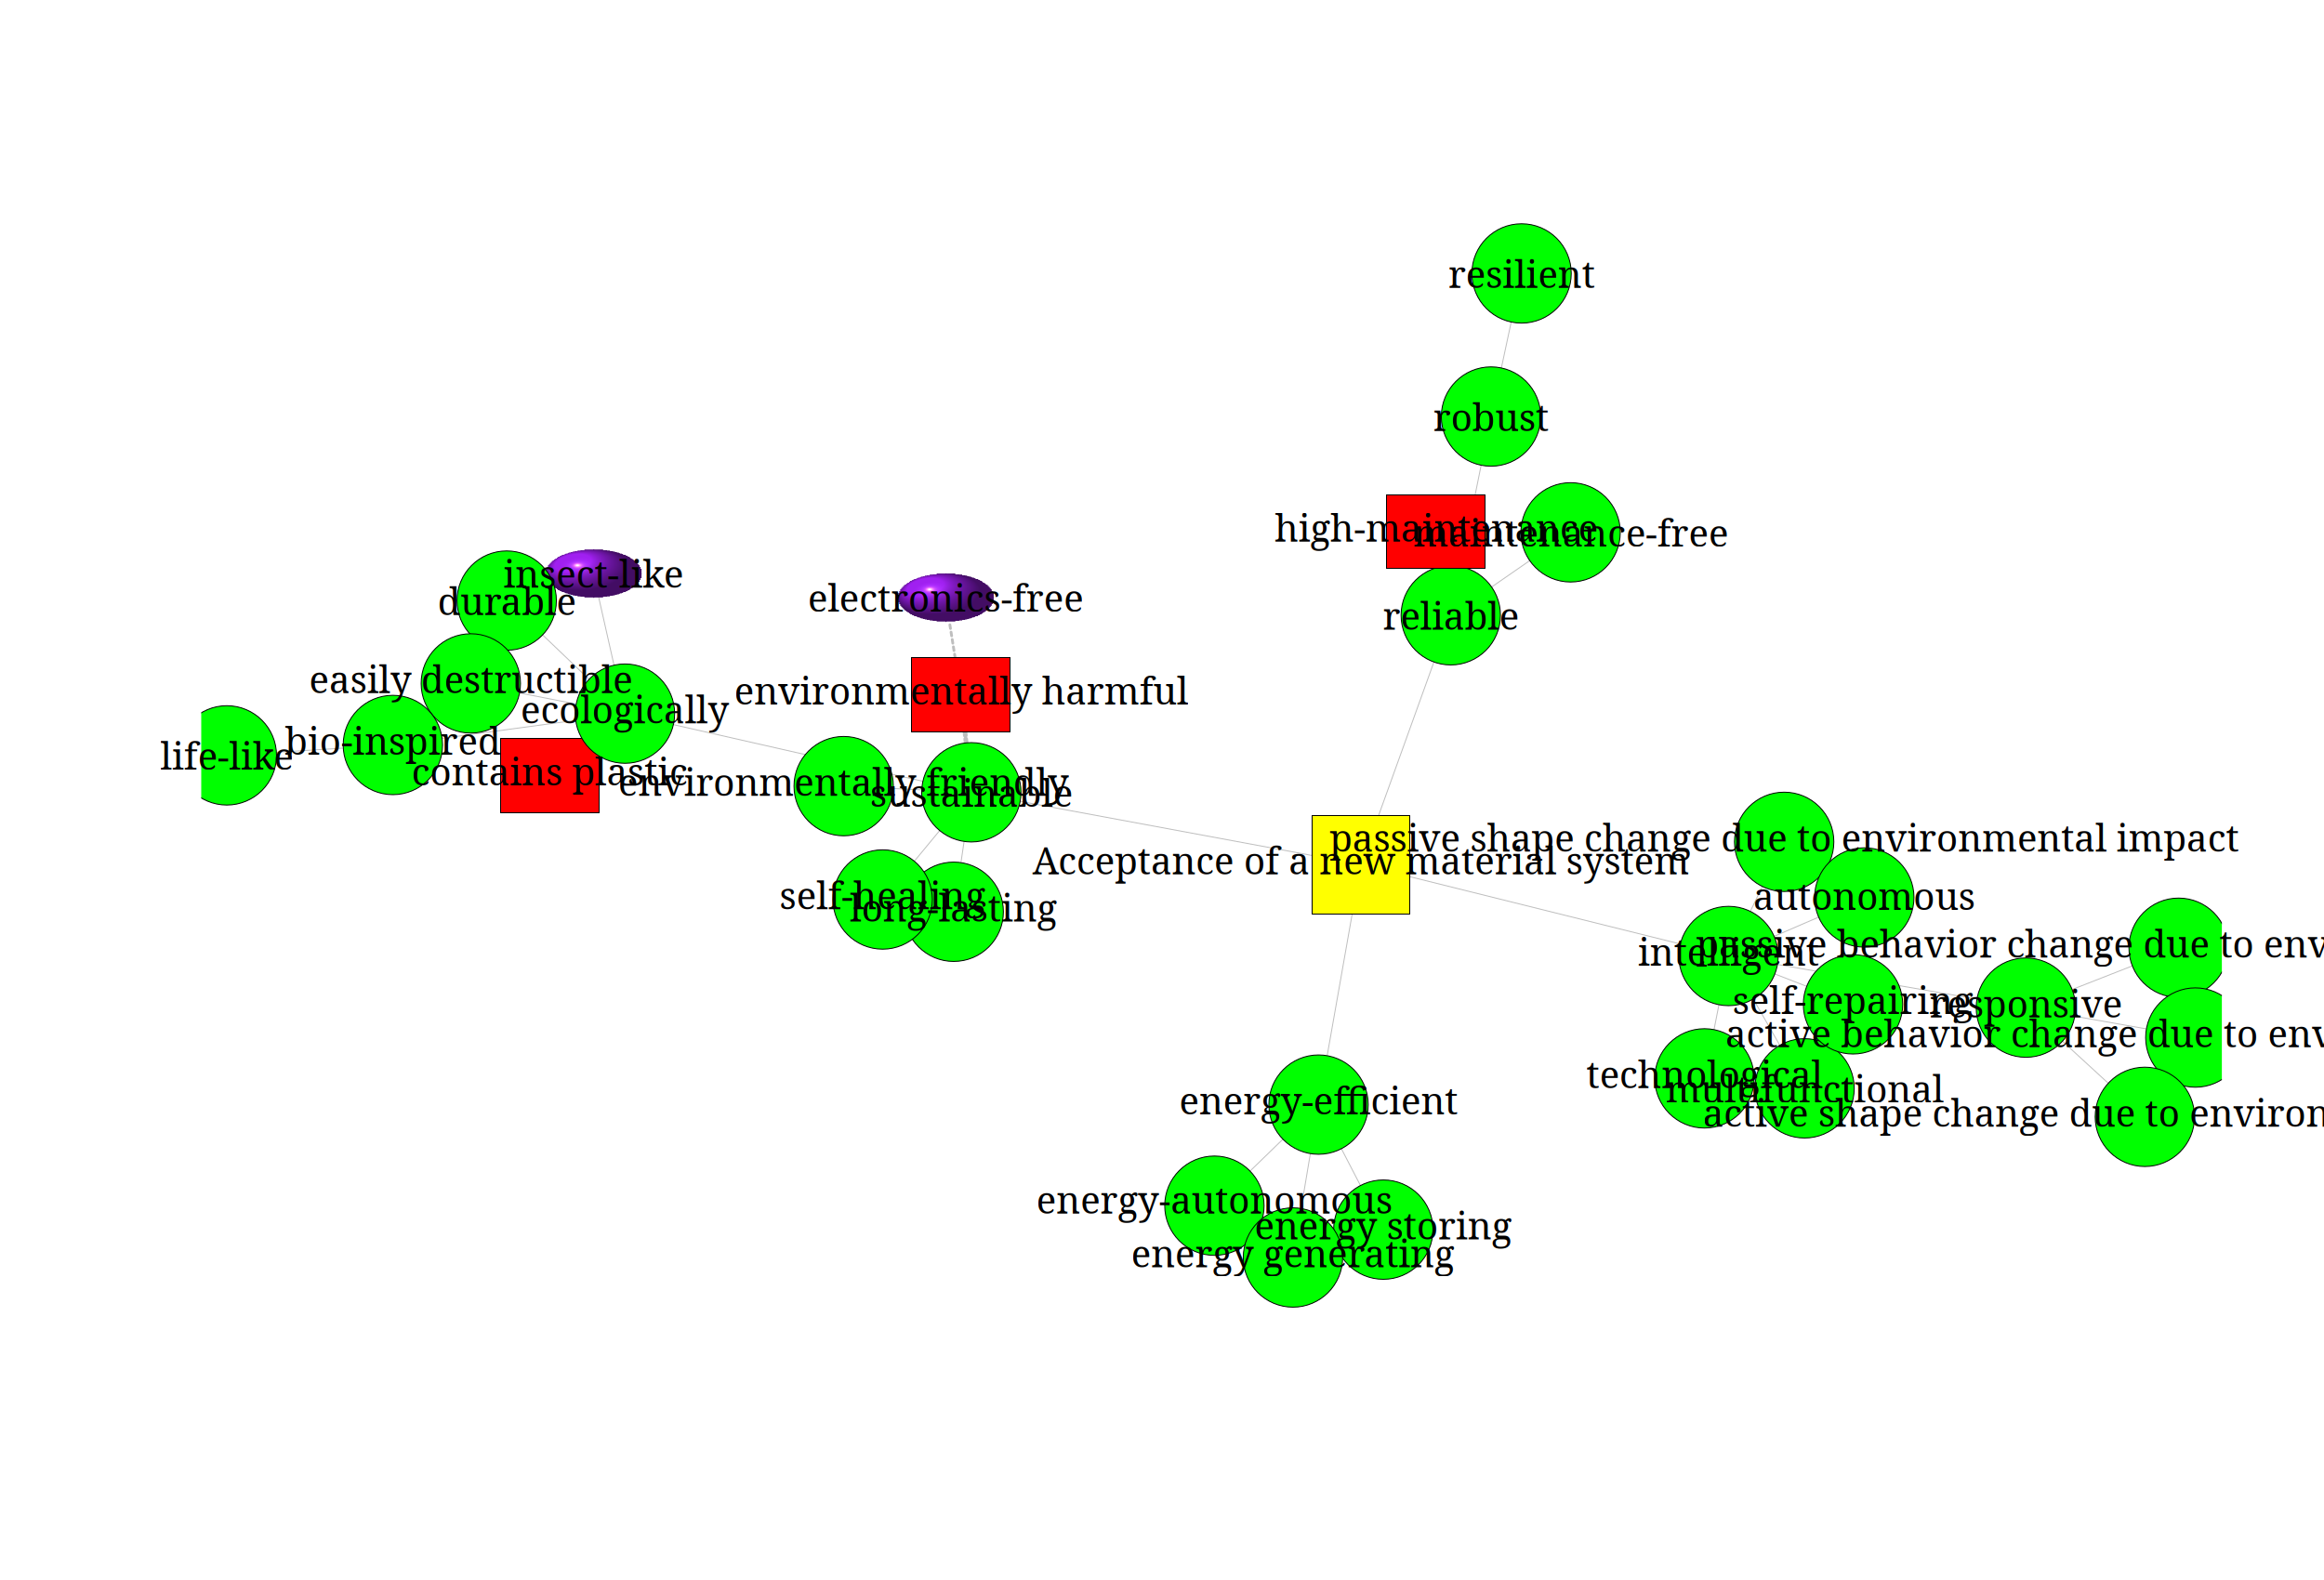 resilient
robust
high-maintenance
maintenance-free
insect-like
electronics-free
durable
reliable
easily destructible
environmentally harmful
ecologically
bio-inspired
life-like
contains plastic
environmentally friendly
sustainable
passive shape change due to environmental impact
Acceptance of a new material system
self-healing
autonomous
long-lasting
passive behavior change due to env
intelligent
self-repairing
responsive
active behavior change due to env
technological
multifunctional
energy-efficient
active shape change due to environ
energy-autonomous
energy storing
energy generating